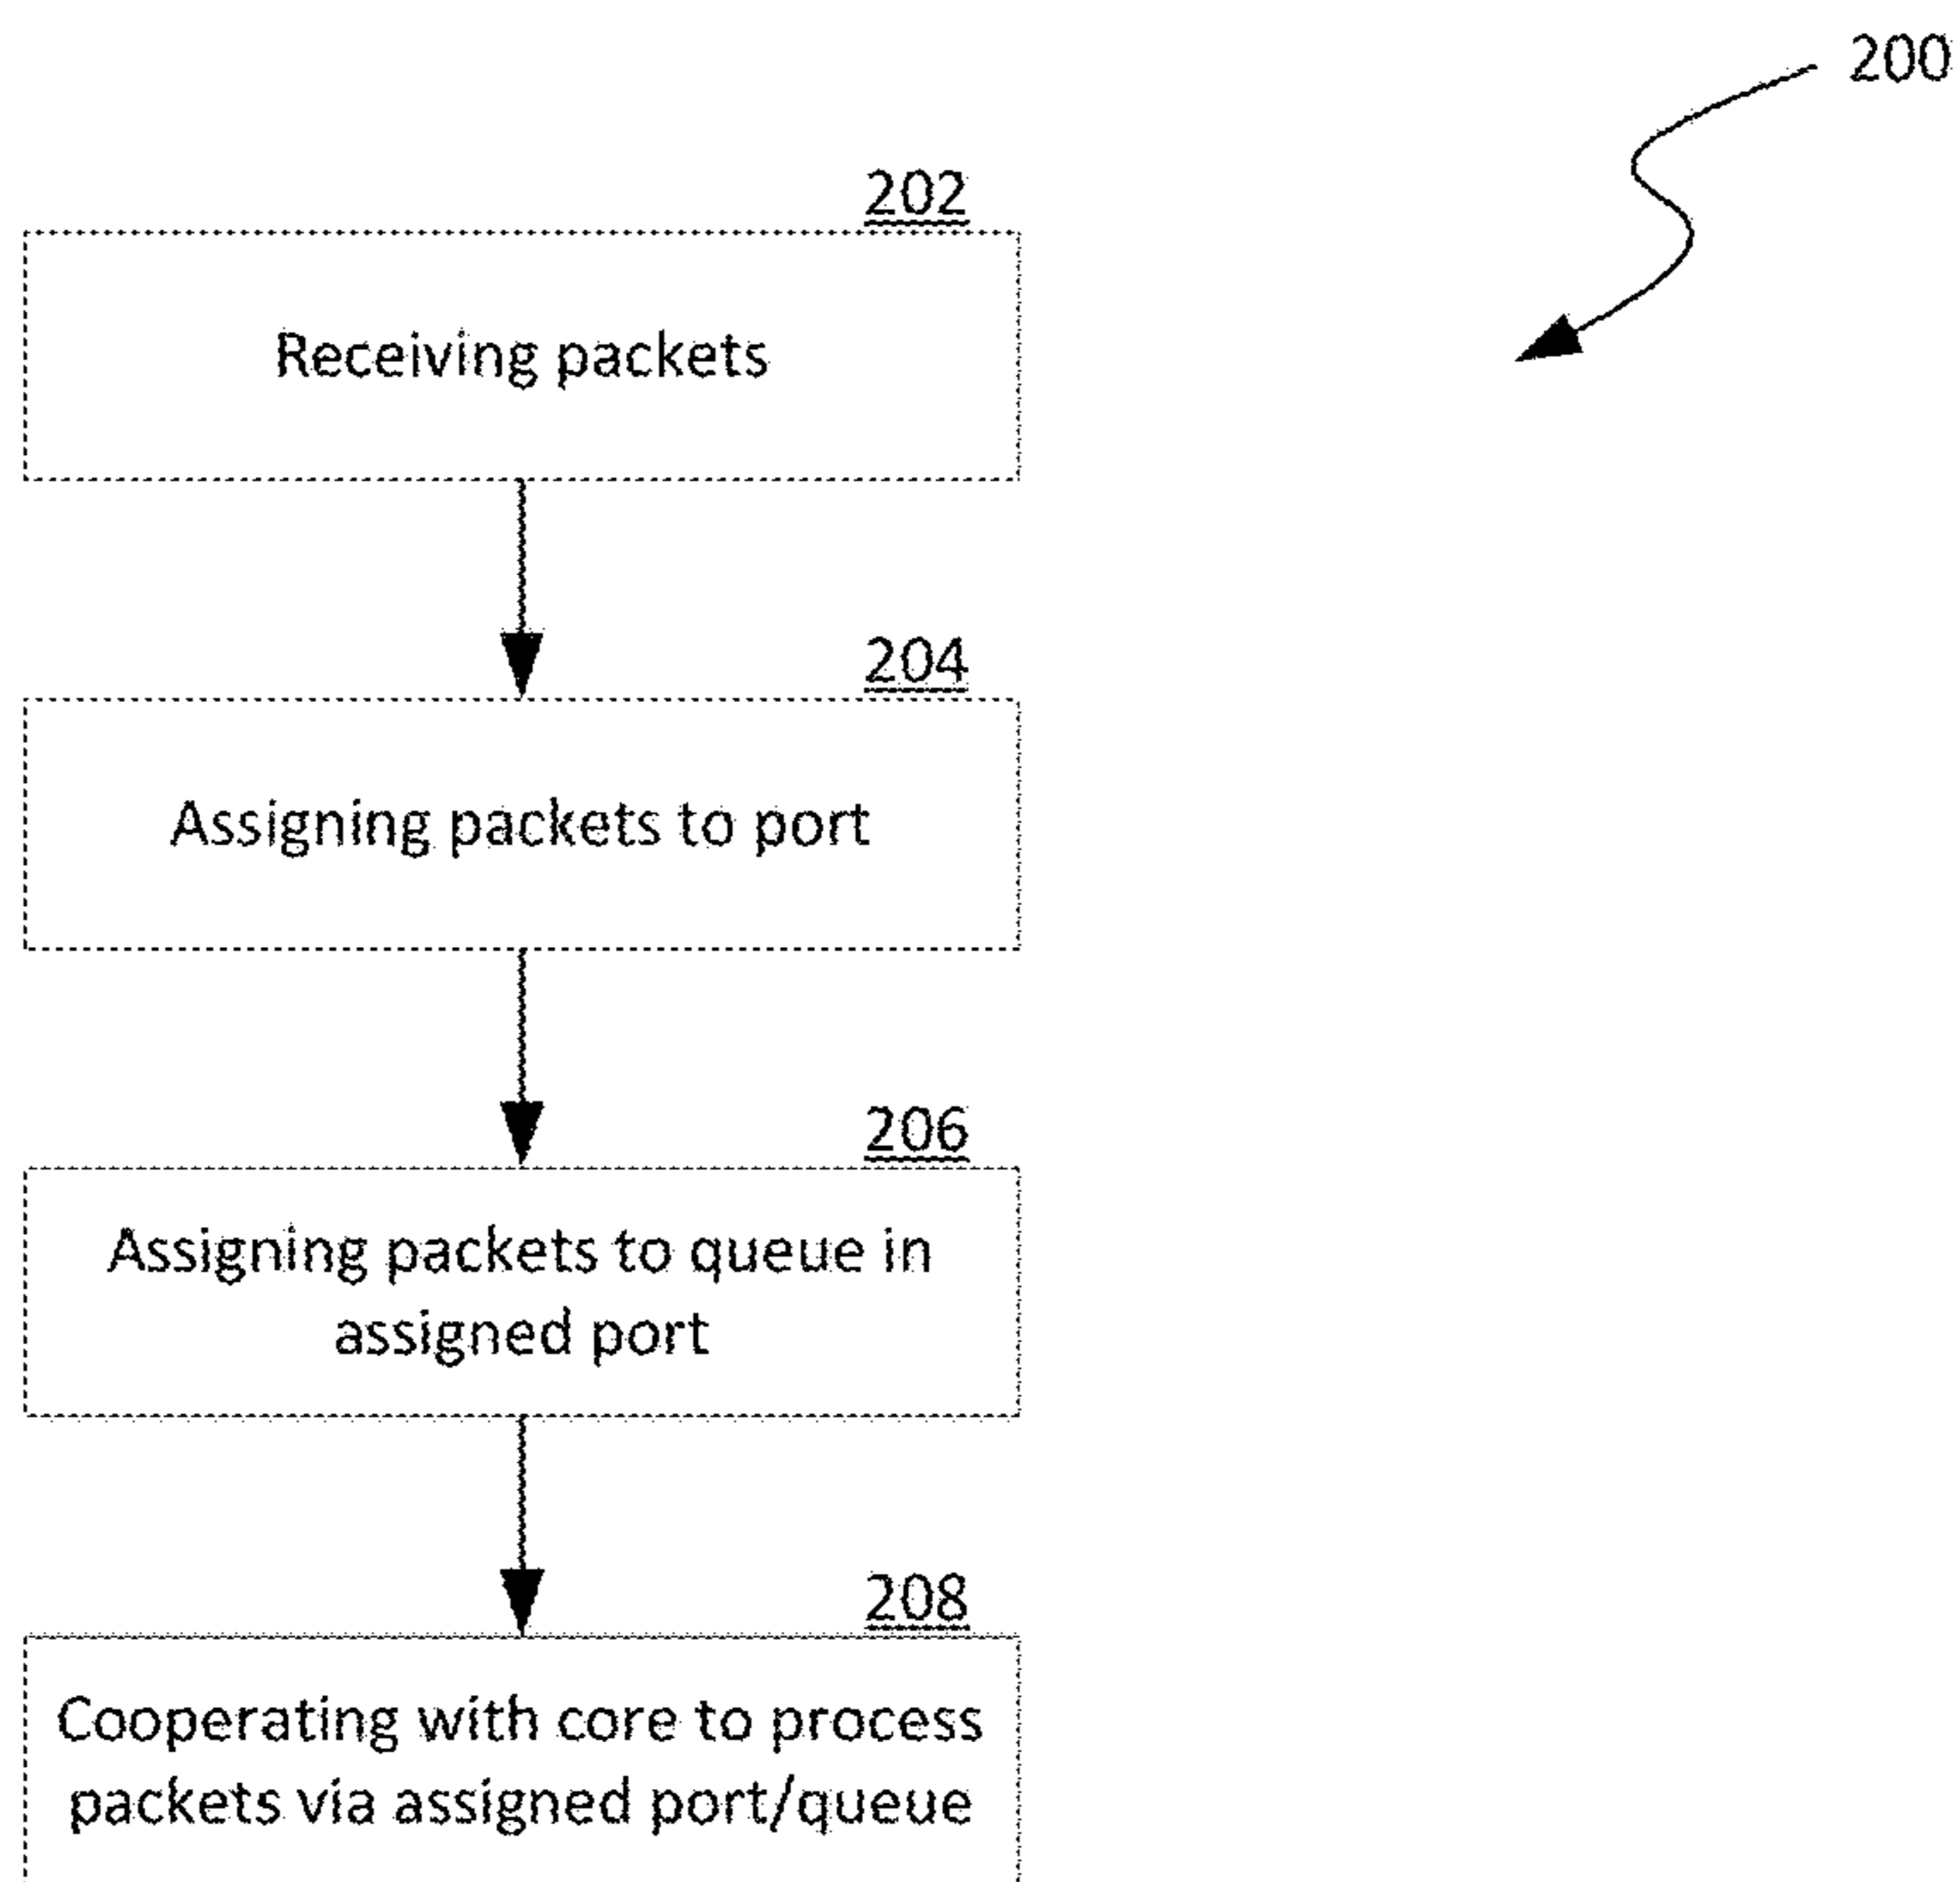 200
202
Receiving packets
204
Assigning packets to port
206
Assigning packets to queue in
assigned port
208
Cooperating with core to process
packets via assigned port/queue